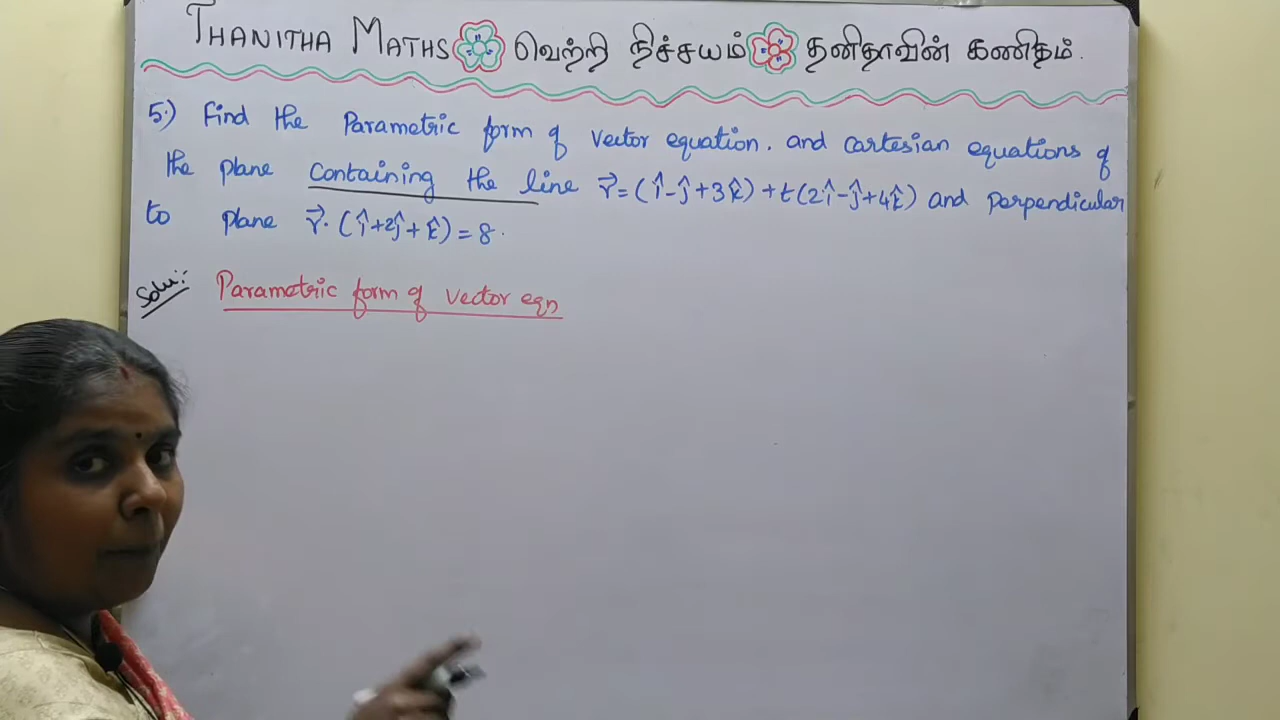 THANITHA MATHS வெற்றி நிச்சயம் தனிதாவின் கணிதம்.
5.) Find the Parametric form of vector equation. and cartesian equations of
the plane Containing the line r⃗ = (î-ĵ+3k̂)+t(2î-ĵ+4k̂) and perpendicular
to plane r⃗. (î+2ĵ+k̂)=8.
Solu:- Parametric form of vector eqn